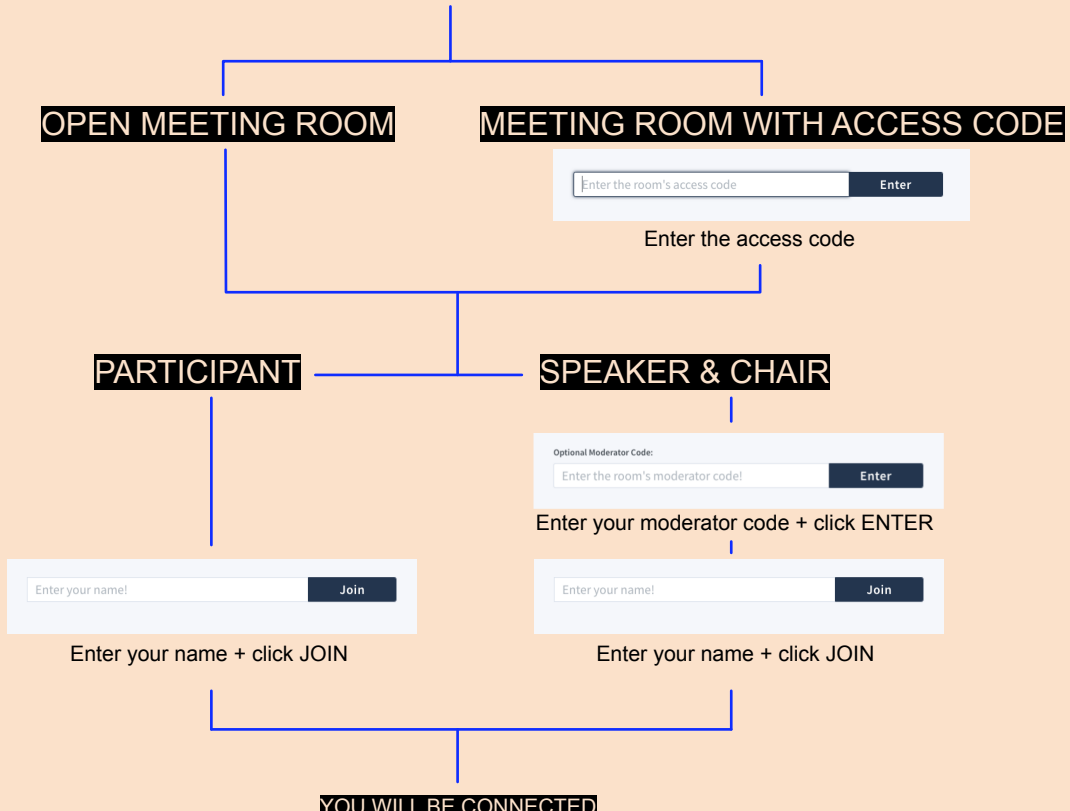 OPEN MEETING ROOM
MEETING ROOM WITH ACCESS CODE
Enter the room's access code
Enter
Enter the access code
PARTICIPANT
SPEAKER & CHAIR
Optional Moderator Code:
Enter the room's moderator code!
Enter
Enter your moderator code + click ENTER
Enter your name!
Join
Enter your name!
Join
Enter your name + click JOIN
Enter your name + click JOIN
YOU WILL BE CONNECTED